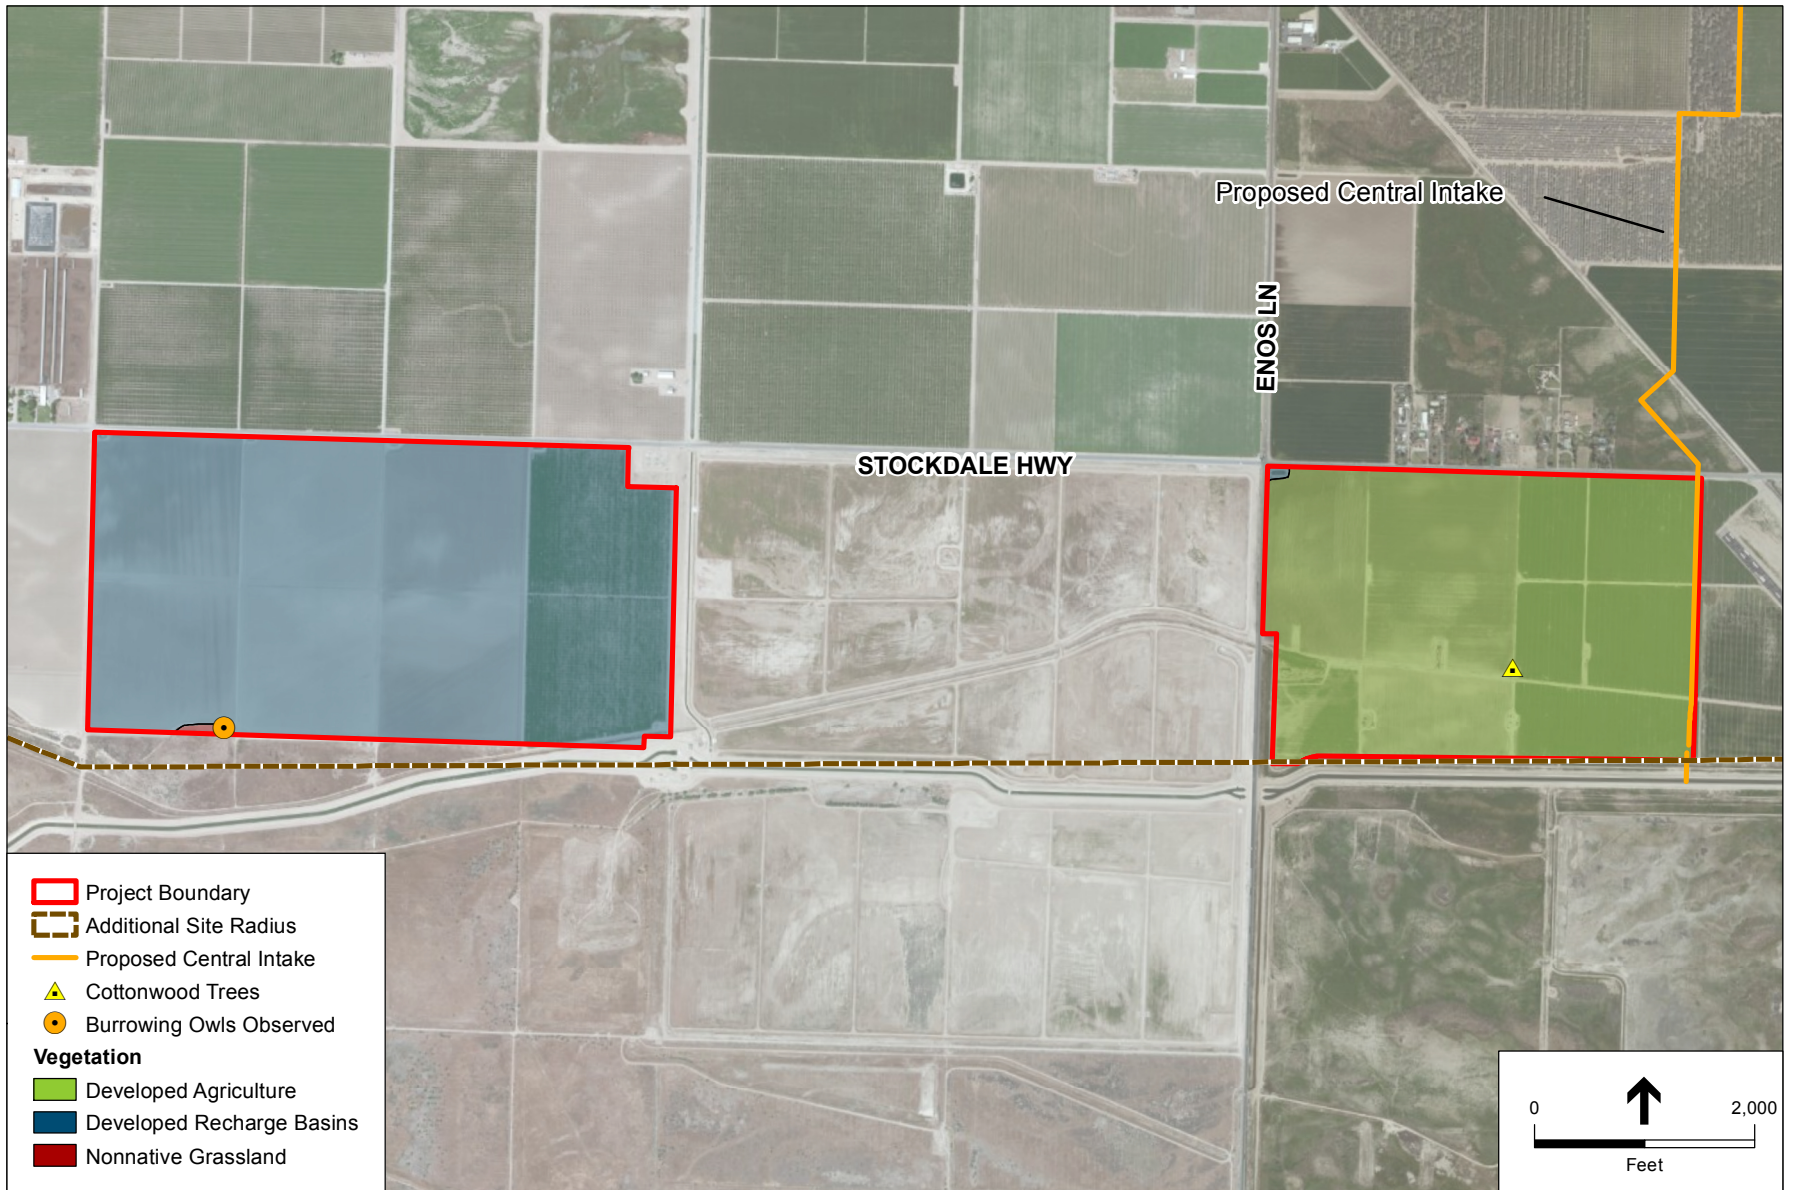 Proposed Central Intake
ENOS LN
STOCKDALE HWY
Project Boundary
Additional Site Radius
Proposed Central Intake
Cottonwood Trees
Burrowing Owls Observed
Vegetation
Developed Agriculture
Developed Recharge Basins
Nonnative Grassland
0 2,000
Feet